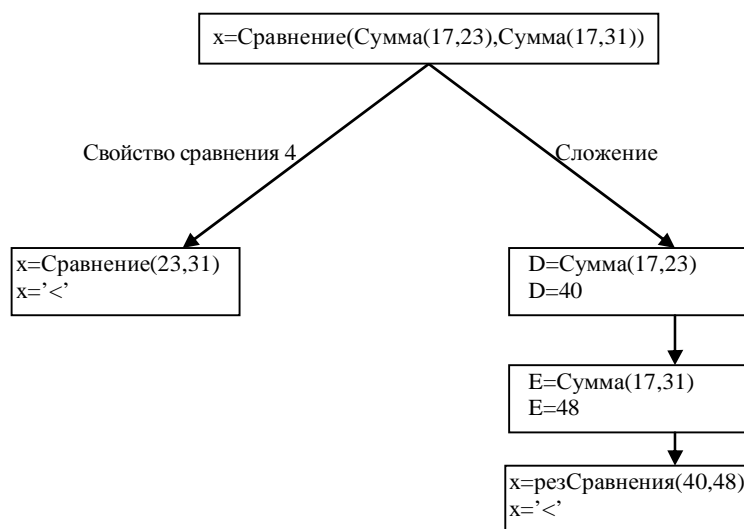 x=Сравнение(Сумма(17,23),Сумма(17,31))
Свойство сравнения 4
Сложение
x=Сравнение(23,31)
x=’<’
D=Сумма(17,23)
D=40
E=Сумма(17,31)
E=48
x=резСравнения(40,48)
x=’<’